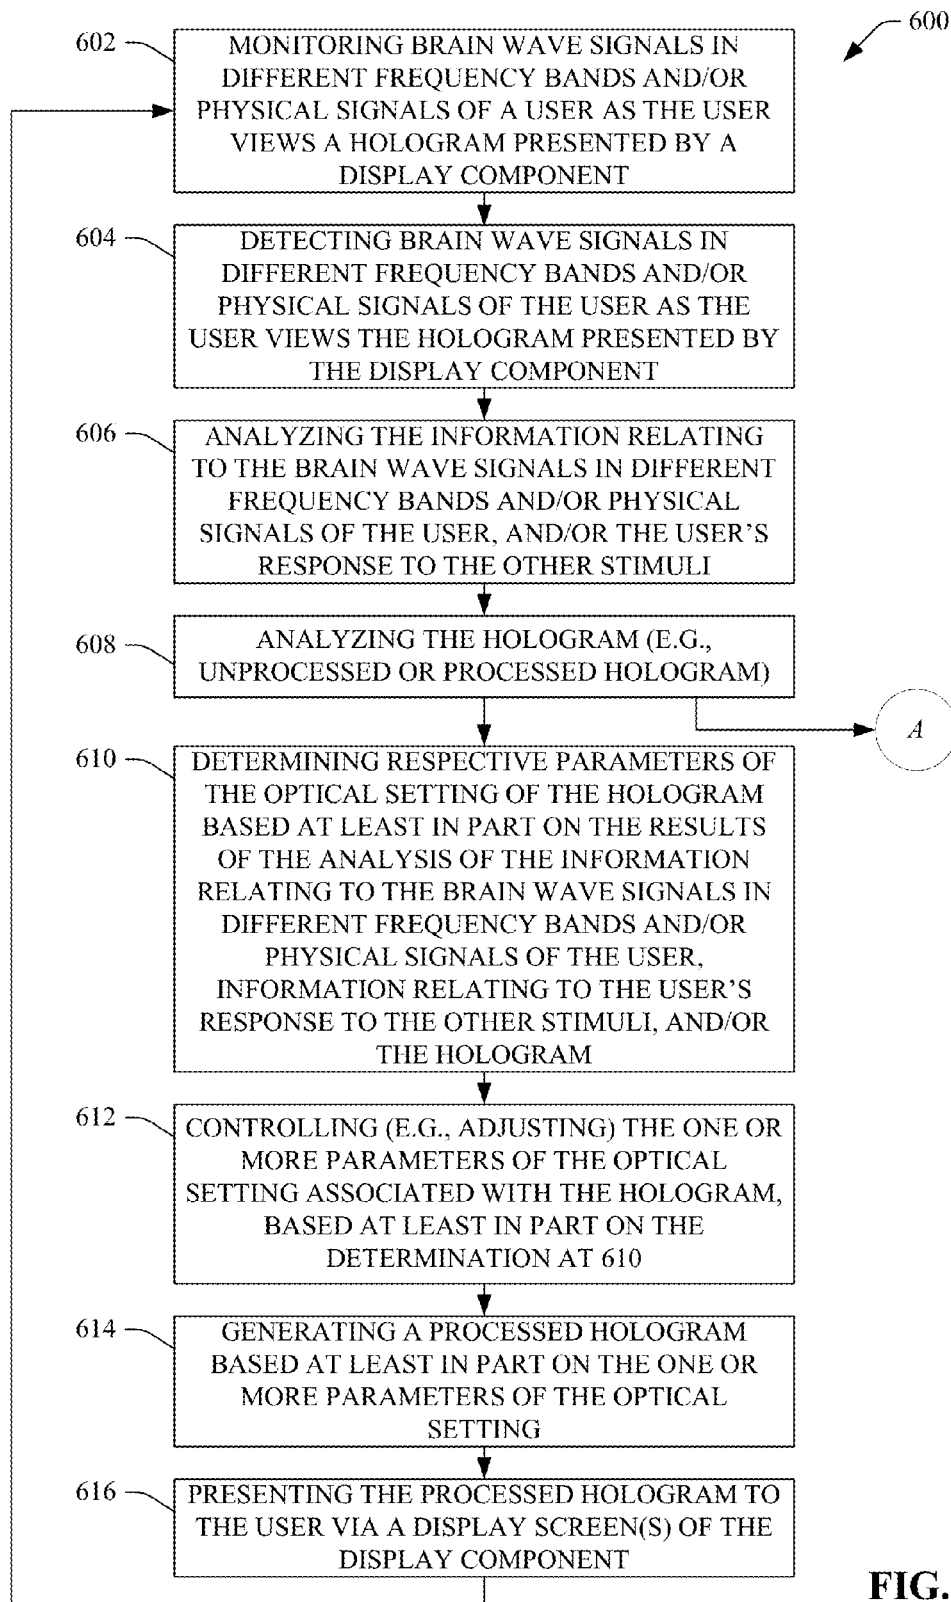 600
602
MONITORING BRAIN WAVE SIGNALS IN
DIFFERENT FREQUENCY BANDS AND/OR
PHYSICAL SIGNALS OF A USER AS THE USER
VIEWS A HOLOGRAM PRESENTED BY A
DISPLAY COMPONENT
604
DETECTING BRAIN WAVE SIGNALS IN
DIFFERENT FREQUENCY BANDS AND/OR
PHYSICAL SIGNALS OF THE USER AS THE
USER VIEWS THE HOLOGRAM PRESENTED BY
THE DISPLAY COMPONENT
606
ANALYZING THE INFORMATION RELATING
TO THE BRAIN WAVE SIGNALS IN DIFFERENT
FREQUENCY BANDS AND/OR PHYSICAL
SIGNALS OF THE USER, AND/OR THE USER'S
RESPONSE TO THE OTHER STIMULI
608
ANALYZING THE HOLOGRAM (E.G.,
UNPROCESSED OR PROCESSED HOLOGRAM)
A
610
DETERMINING RESPECTIVE PARAMETERS OF
THE OPTICAL SETTING OF THE HOLOGRAM
BASED AT LEAST IN PART ON THE RESULTS
OF THE ANALYSIS OF THE INFORMATION
RELATING TO THE BRAIN WAVE SIGNALS IN
DIFFERENT FREQUENCY BANDS AND/OR
PHYSICAL SIGNALS OF THE USER,
INFORMATION RELATING TO THE USER'S
RESPONSE TO THE OTHER STIMULI, AND/OR
THE HOLOGRAM
612
CONTROLLING (E.G., ADJUSTING) THE ONE OR
MORE PARAMETERS OF THE OPTICAL
SETTING ASSOCIATED WITH THE HOLOGRAM,
BASED AT LEAST IN PART ON THE
DETERMINATION AT 610
614
GENERATING A PROCESSED HOLOGRAM
BASED AT LEAST IN PART ON THE ONE OR
MORE PARAMETERS OF THE OPTICAL
SETTING
616
PRESENTING THE PROCESSED HOLOGRAM TO
THE USER VIA A DISPLAY SCREEN(S) OF THE
DISPLAY COMPONENT
FIG.